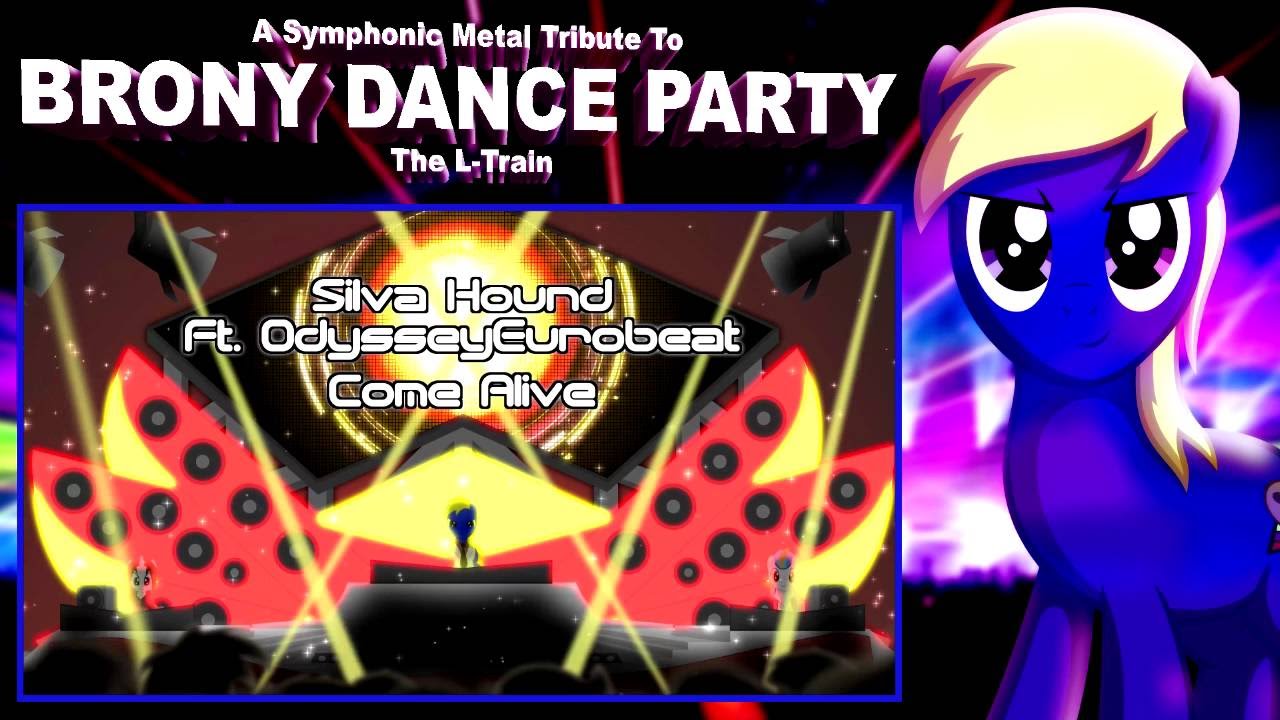 A Symphonic Metal Tribute To
BRONY DANCE PARTY
The L-Train
Silva Hound
Ft. OdysseyEurobeat
Come Alive